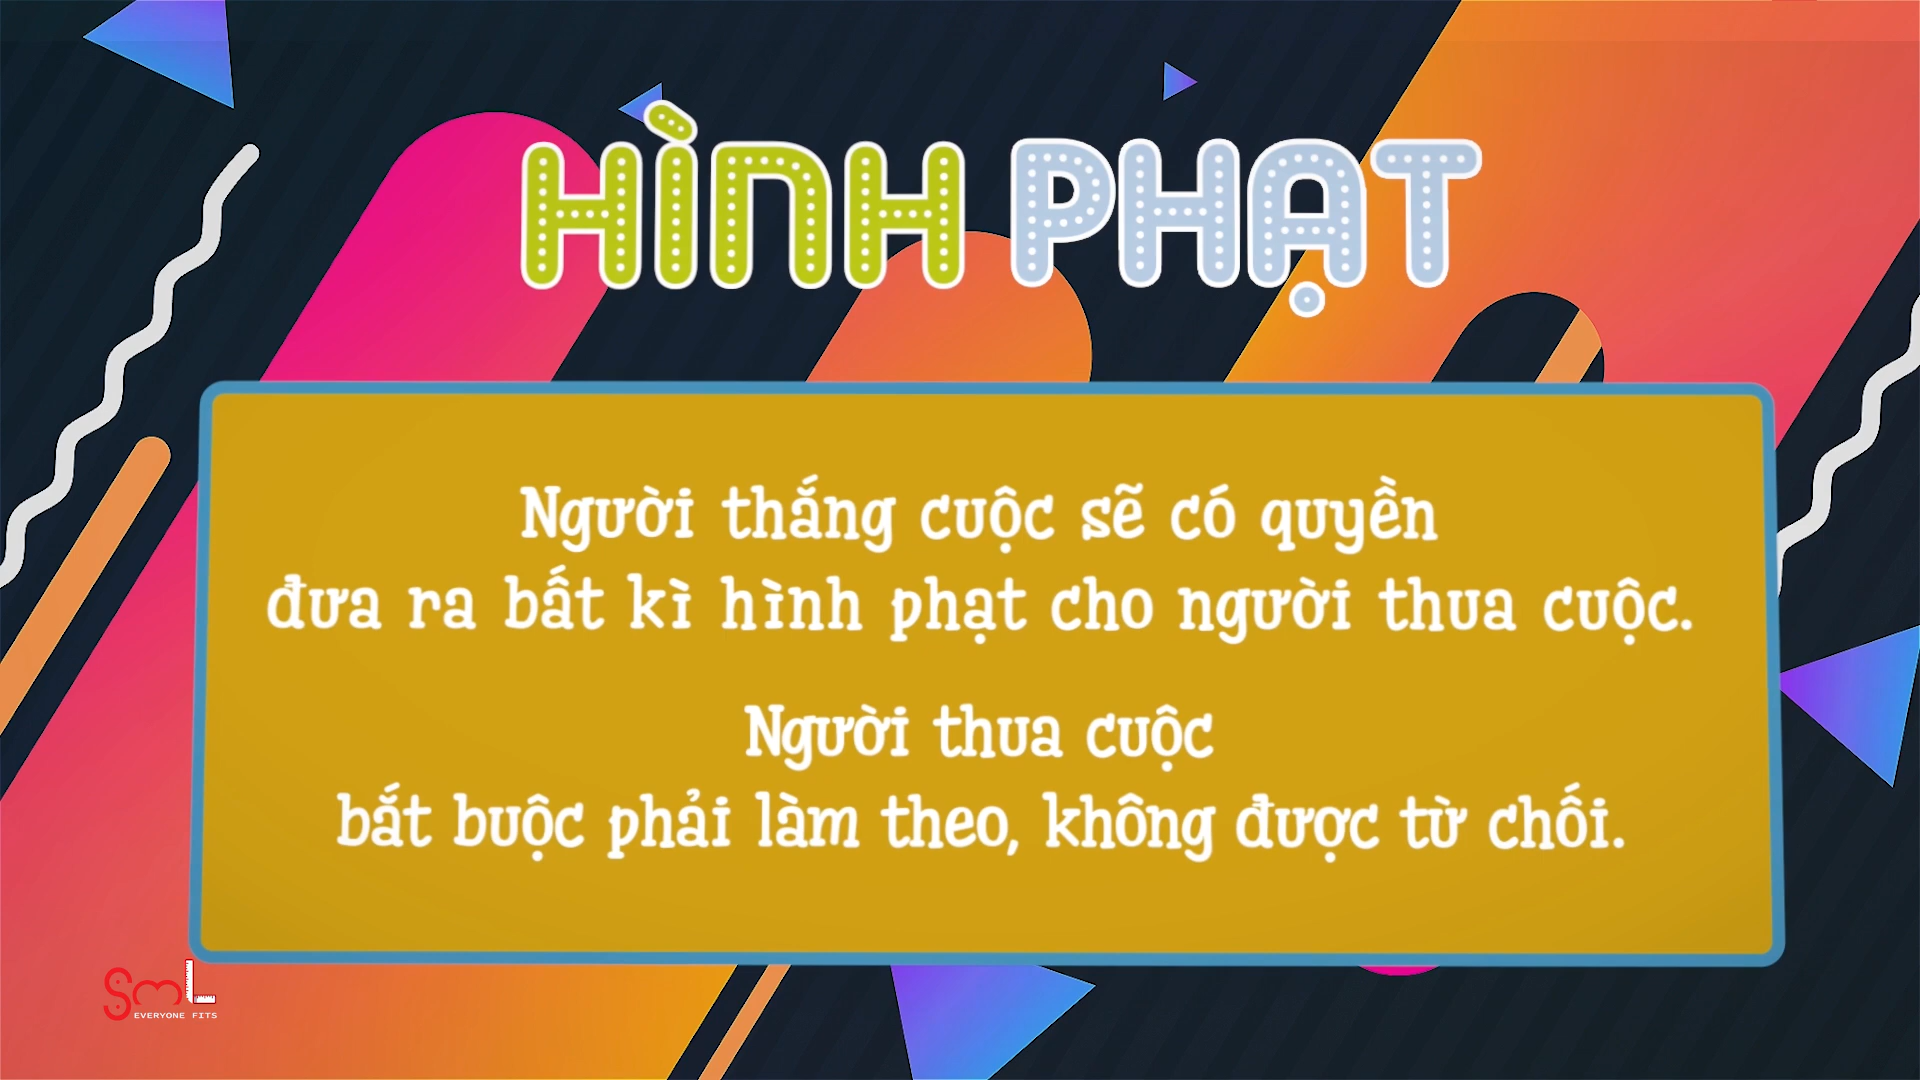 HÌNH PHẠT
Người thắng cuộc sẽ có quyền
đưa ra bất kì hình phạt cho người thua cuộc.
Người thua cuộc
bắt buộc phải làm theo, không được từ chối.
SML
EVERYONE FITS